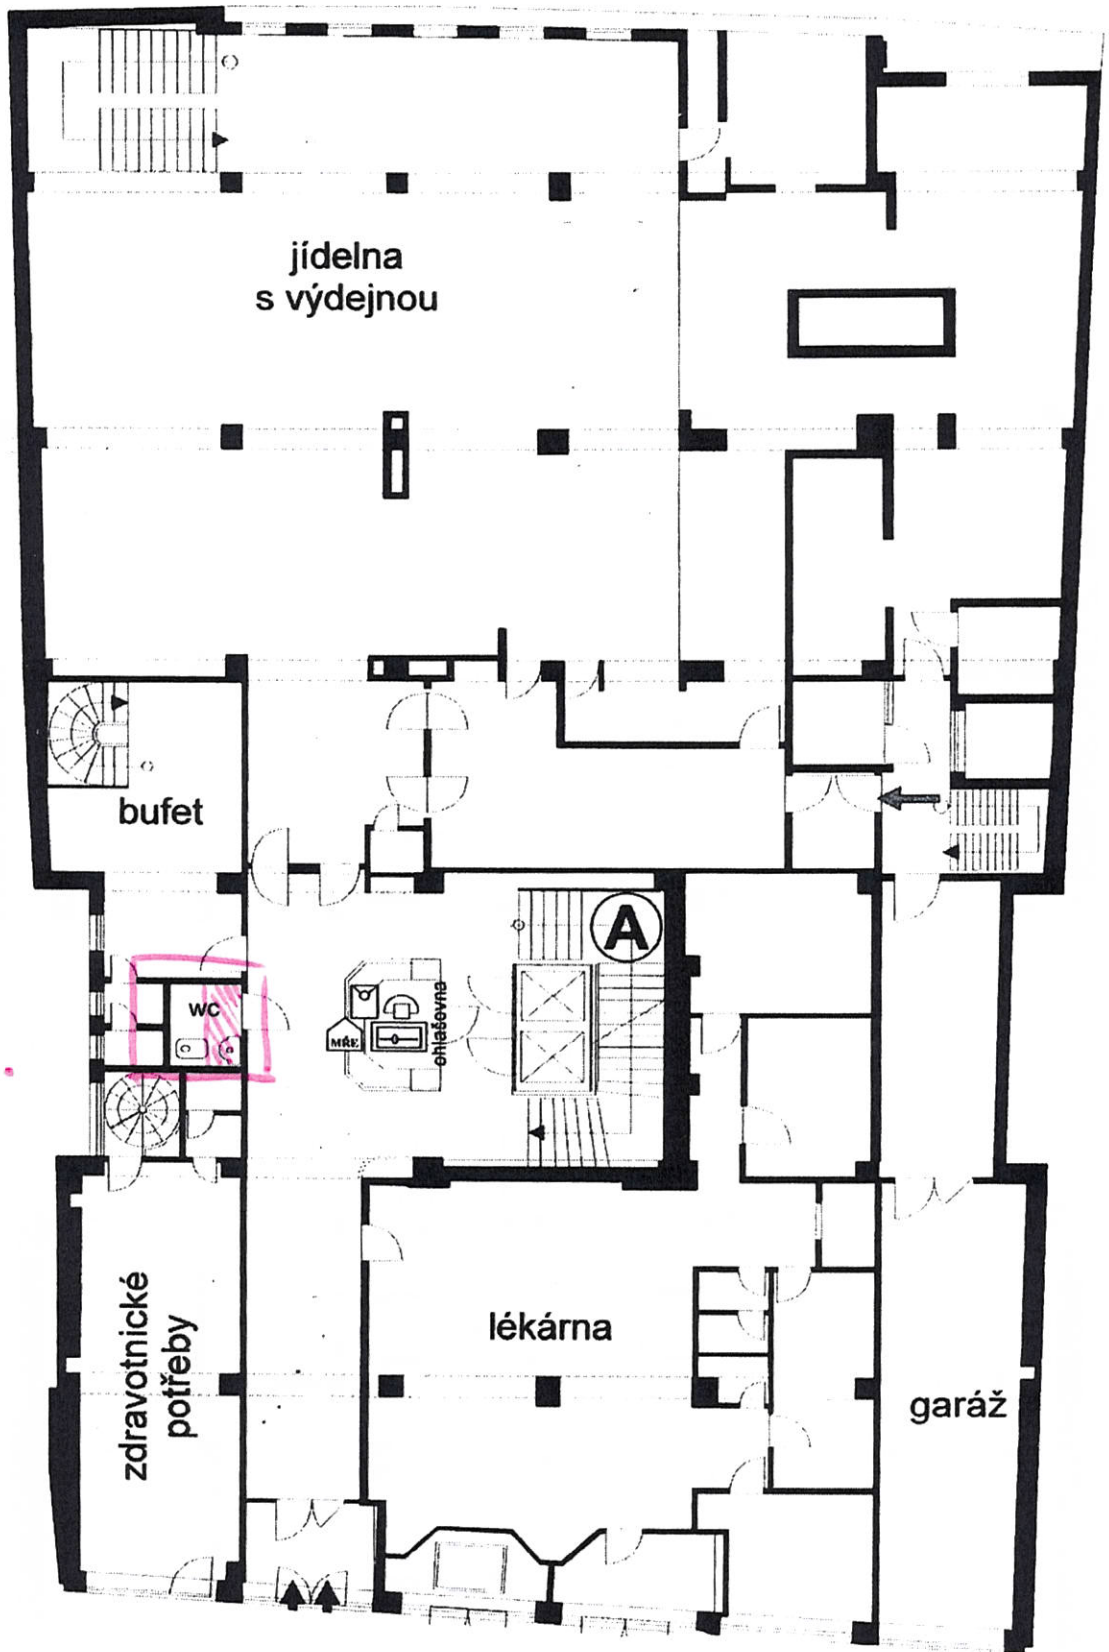 jídelna
s výdejnou
bufet
A
WC
MŘE
ohlašovna
zdravotnické
potřeby
lékárna
garáž